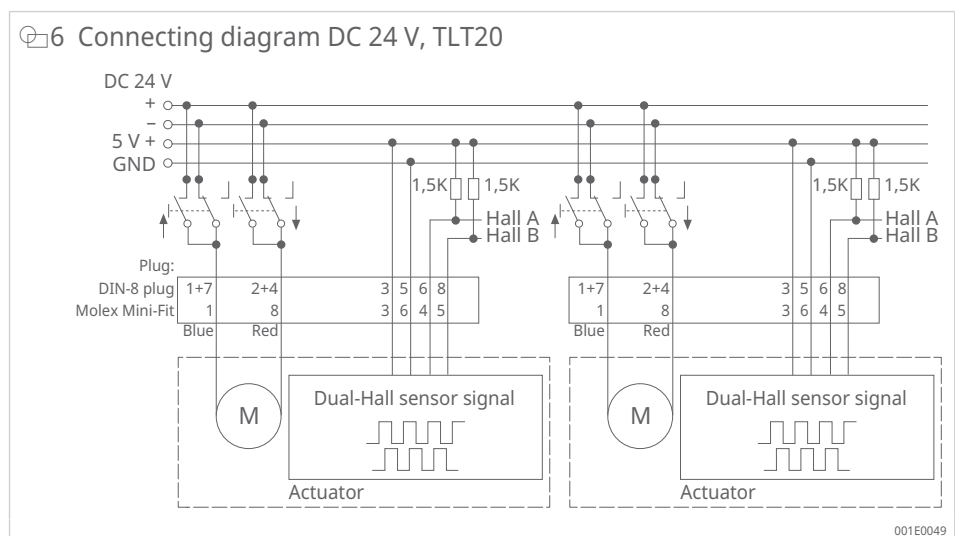 6 Connecting diagram DC 24 V, TLT20
DC 24 V
+
–
5 V +
GND
1,5K 1,5K 1,5K 1,5K
Hall A Hall A
Hall B Hall B
Plug:
DIN-8 plug 1+7 2+4 3 5 6 8 1+7 2+4 3 5 6 8
Molex Mini-Fit 1 8 3 6 4 5 1 8 3 6 4 5
Blue Red Blue Red
Dual-Hall sensor signal Dual-Hall sensor signal
M M
Actuator Actuator
001E0049